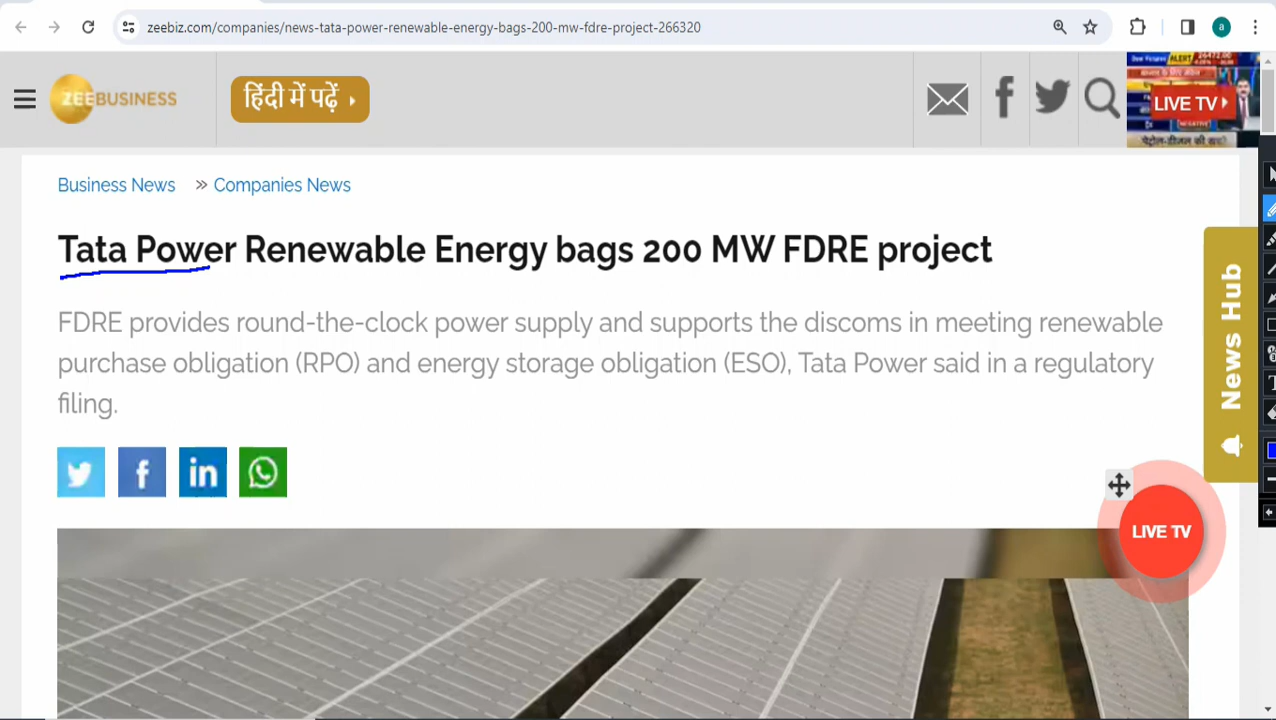 zeebiz.com/companies/news-tata-power-renewable-energy-bags-200-mw-fdre-project-266320
a
ZEEBUSINESS
हिंदी में पढ़ें
LIVE TV
Business News » Companies News
Tata Power Renewable Energy bags 200 MW FDRE project
FDRE provides round-the-clock power supply and supports the discoms in meeting renewable
purchase obligation (RPO) and energy storage obligation (ESO), Tata Power said in a regulatory
filing.
News Hub
LIVE TV